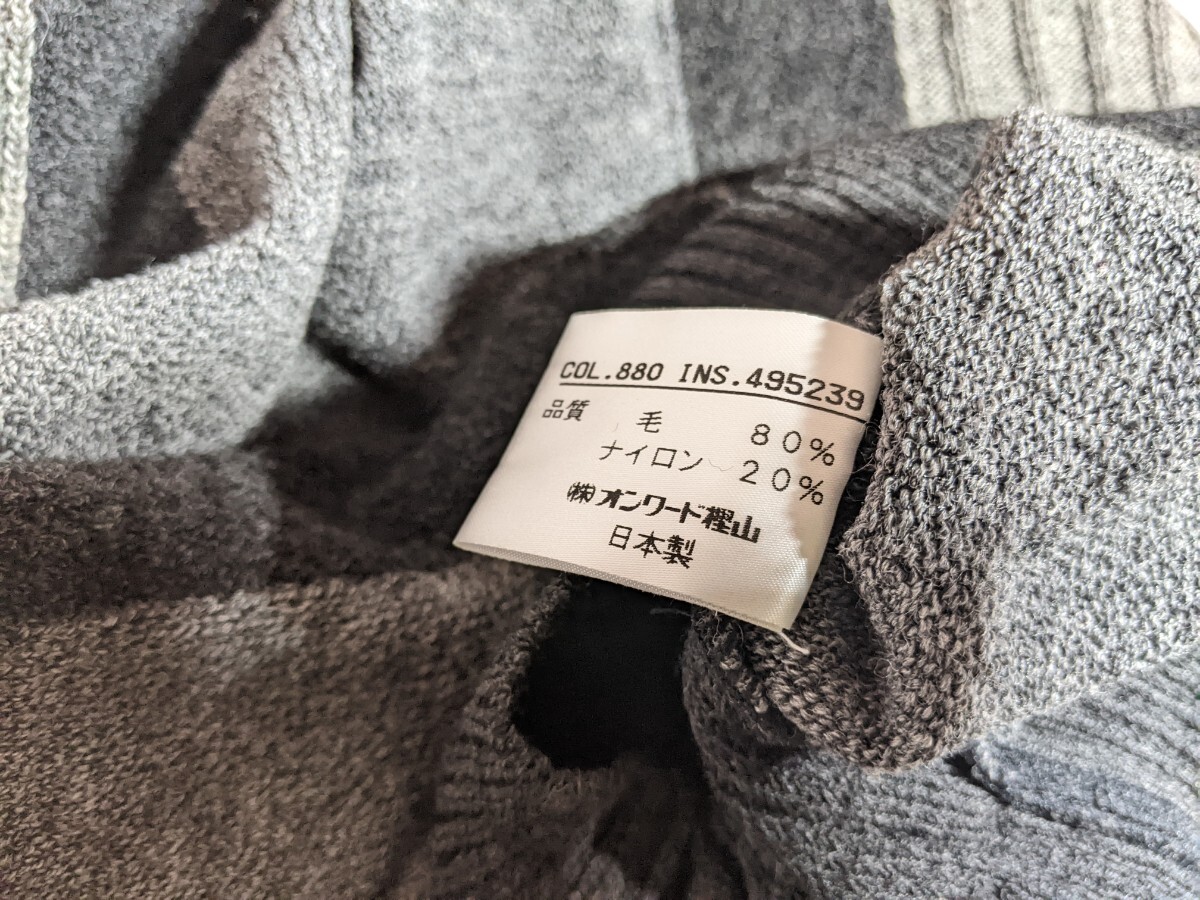 COL.880 INS.495239
品質 毛 80%
ナイロン 20%
㈱オンワード樫山
日本製